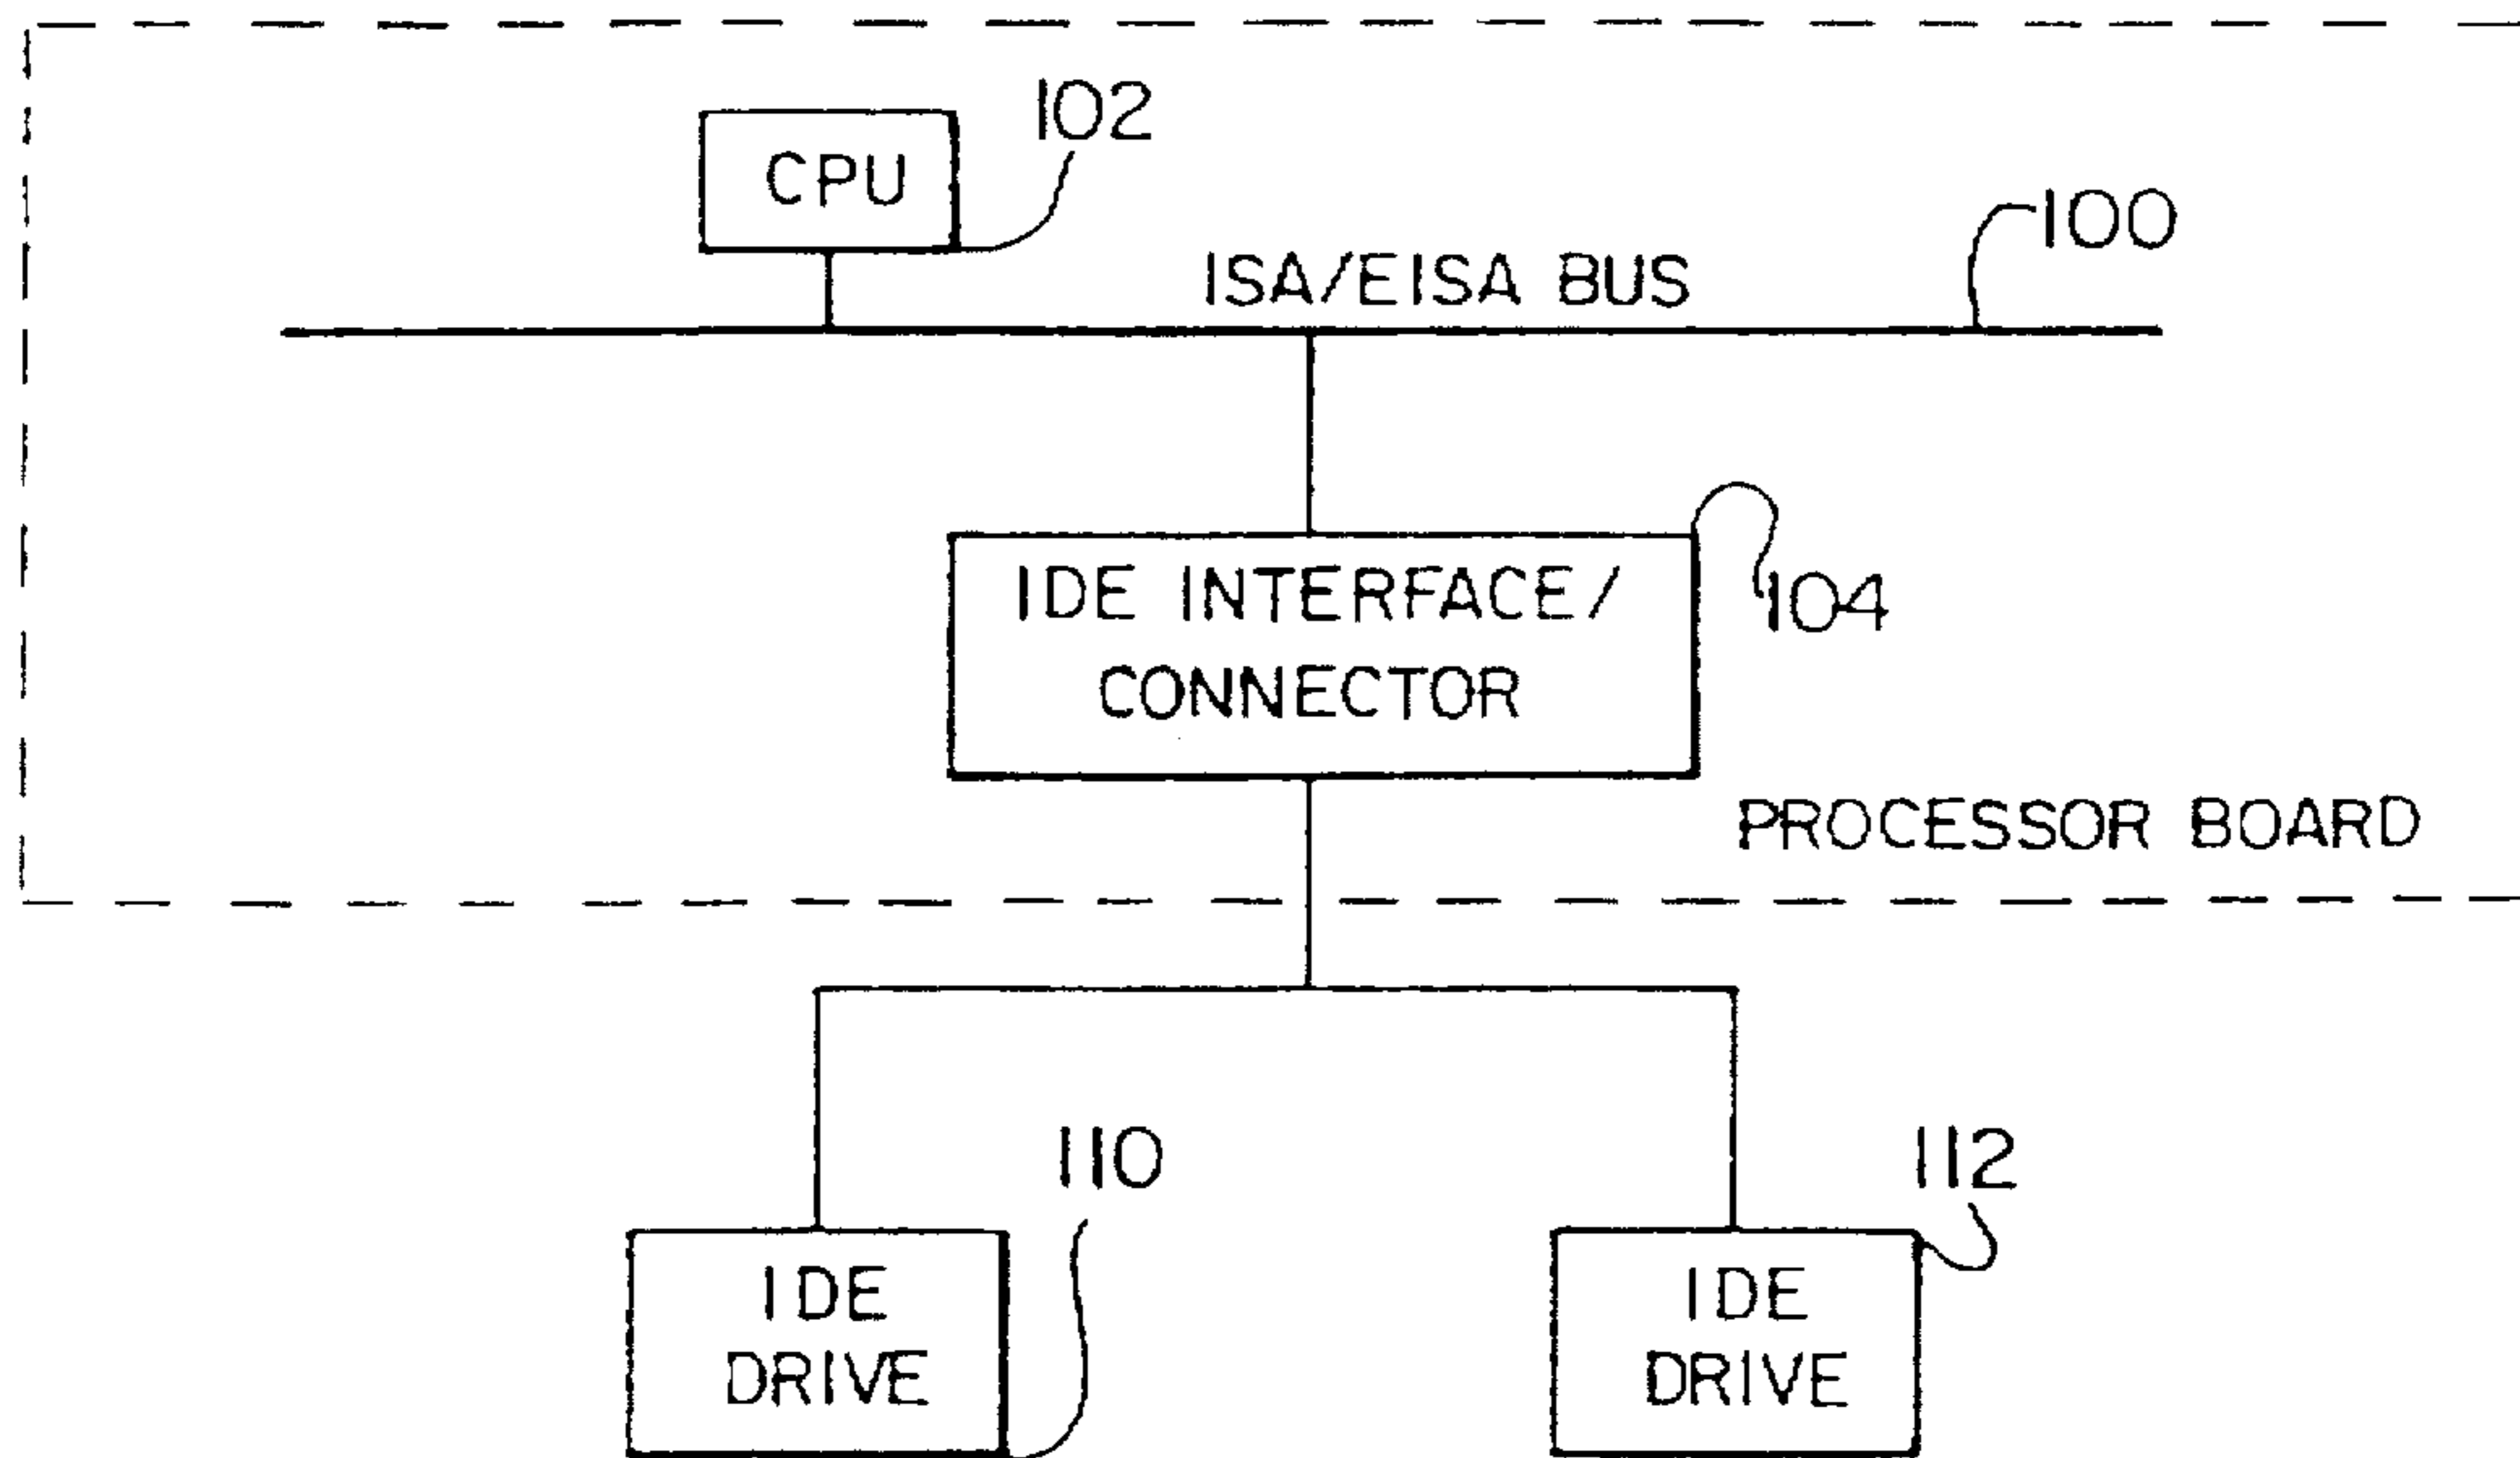 102
CPU
100
ISA/EISA BUS
IDE INTERFACE/
CONNECTOR
104
PROCESSOR BOARD
110
112
IDE
DRIVE
IDE
DRIVE